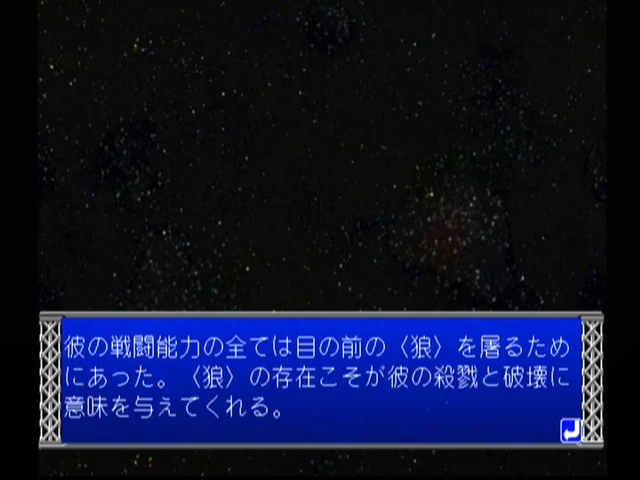 彼の戦闘能力の全ては目の前の〈狼〉を屠るため
にあった。〈狼〉の存在こそが彼の殺戮と破壊に
意味を与えてくれる。